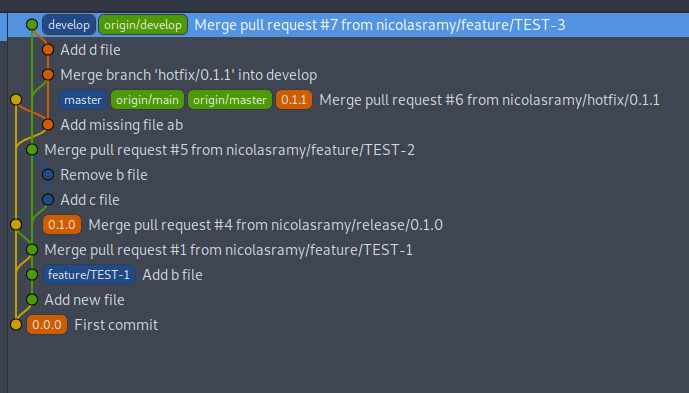 develop origin/develop Merge pull request #7 from nicolasramy/feature/TEST-3
Add d file
Merge branch 'hotfix/0.1.1' into develop
master origin/main origin/master 0.1.1 Merge pull request #6 from nicolasramy/hotfix/0.1.1
Add missing file ab
Merge pull request #5 from nicolasramy/feature/TEST-2
Remove b file
Add c file
0.1.0 Merge pull request #4 from nicolasramy/release/0.1.0
Merge pull request #1 from nicolasramy/feature/TEST-1
feature/TEST-1 Add b file
Add new file
0.0.0 First commit